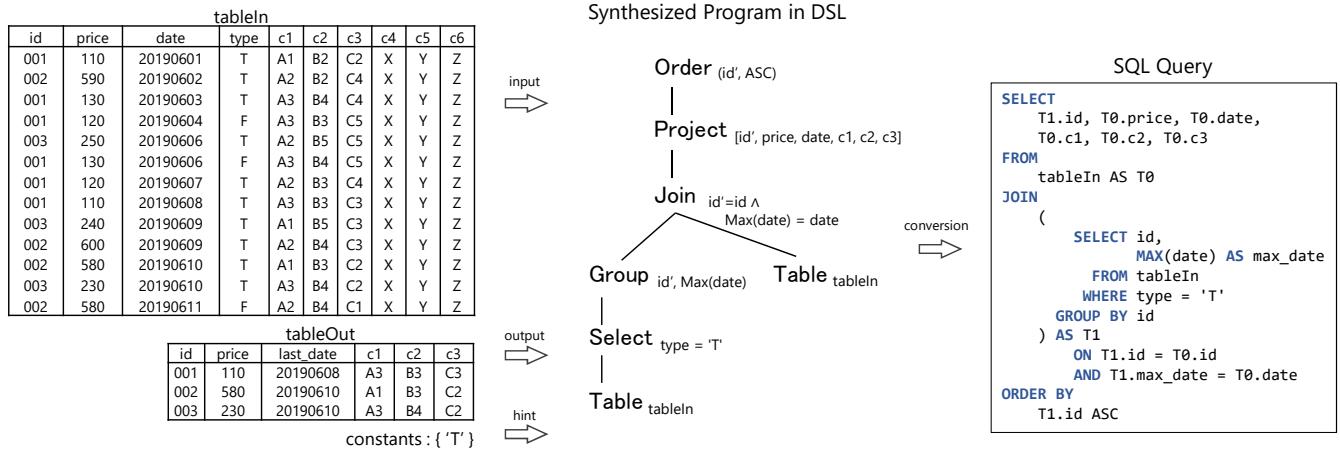 tableIn
id price date type c1 c2 c3 c4 c5 c6
001 110 20190601 T A1 B2 C2 X Y Z
002 590 20190602 T A2 B2 C4 X Y Z
001 130 20190603 T A3 B4 C4 X Y Z
001 120 20190604 F A3 B3 C5 X Y Z
003 250 20190606 T A2 B5 C5 X Y Z
001 130 20190606 F A3 B4 C5 X Y Z
001 120 20190607 T A2 B3 C4 X Y Z
001 110 20190608 T A3 B3 C3 X Y Z
003 240 20190609 T A1 B5 C3 X Y Z
002 600 20190609 T A2 B4 C3 X Y Z
002 580 20190610 T A1 B3 C2 X Y Z
003 230 20190610 T A3 B4 C2 X Y Z
002 580 20190611 F A2 B4 C1 X Y Z
tableOut
id price last_date c1 c2 c3
001 110 20190608 A3 B3 C3
002 580 20190610 A1 B3 C2
003 230 20190610 A3 B4 C2
constants : { ‘T’ }
input
output
hint
Synthesized Program in DSL
Order (id’, ASC)
Project [id’, price, date, c1, c2, c3]
Join id’=id ∧
Max(date) = date
Group id’, Max(date)
Table tableIn
Select type = ‘T’
Table tableIn
conversion
SQL Query
SELECT
T1.id, T0.price, T0.date,
T0.c1, T0.c2, T0.c3
FROM
tableIn AS T0
JOIN
(
SELECT id,
MAX(date) AS max_date
FROM tableIn
WHERE type = 'T'
GROUP BY id
) AS T1
ON T1.id = T0.id
AND T1.max_date = T0.date
ORDER BY
T1.id ASC